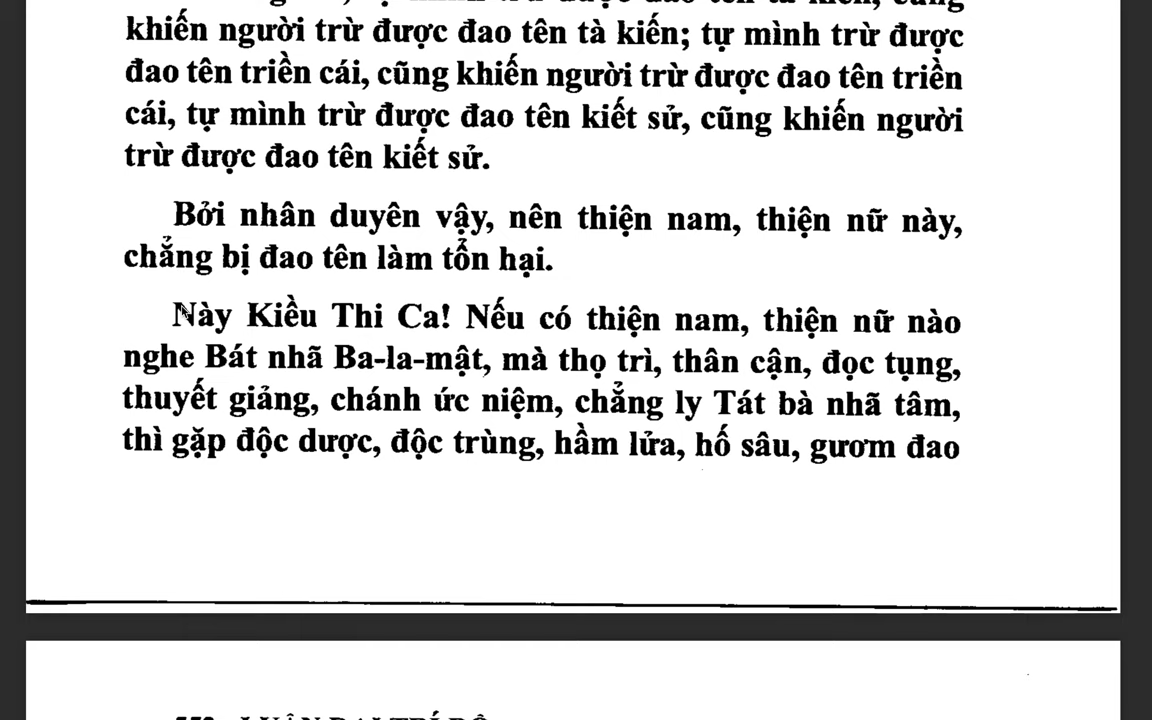 khiến người trừ được đao tên tà kiến; tự mình trừ được
đao tên triền cái, cũng khiến người trừ được đao tên triền
cái, tự mình trừ được đao tên kiết sử, cũng khiến người
trừ được đao tên kiết sử.
Bởi nhân duyên vậy, nên thiện nam, thiện nữ này,
chẳng bị đao tên làm tổn hại.
Này Kiều Thi Ca! Nếu có thiện nam, thiện nữ nào
nghe Bát nhã Ba-la-mật, mà thọ trì, thân cận, đọc tụng,
thuyết giảng, chánh ức niệm, chẳng ly Tát bà nhã tâm,
thì gặp độc dược, độc trùng, hầm lửa, hố sâu, gươm đao